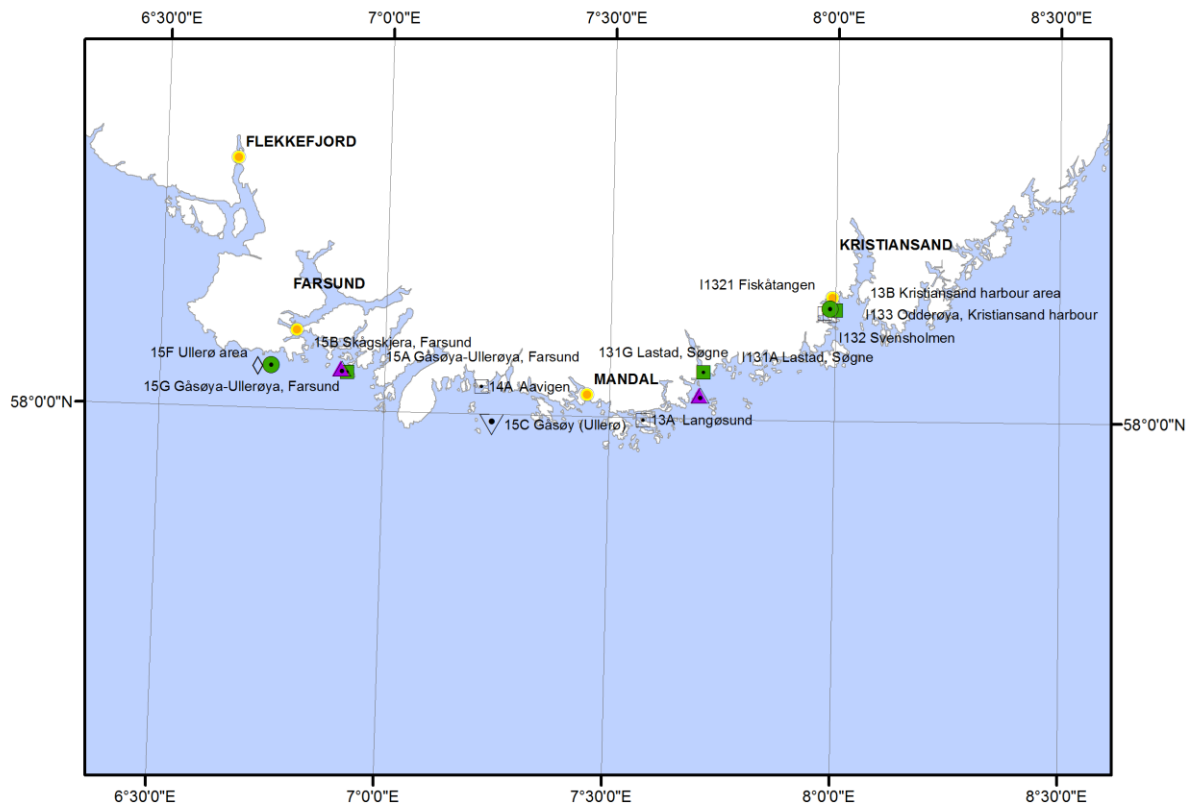 6°30'0"E
7°0'0"E
7°30'0"E
8°0'0"E
8°30'0"E
FLEKKEFJORD
KRISTIANSAND
FARSUND
I1321 Fiskåtangen
13B Kristiansand harbour area
I133 Odderøya, Kristiansand harbour
I132 Svensholmen
15B Skågskjera, Farsund
15F Ullerø area
15A Gåsøya-Ullerøya, Farsund
131G Lastad, Søgne
I131A Lastad, Søgne
15G Gåsøya-Ullerøya, Farsund
14A Aavigen
MANDAL
58°0'0"N
15C Gåsøy (Ullerø)
13A Langøsund
58°0'0"N
6°30'0"E
7°0'0"E
7°30'0"E
8°0'0"E
8°30'0"E